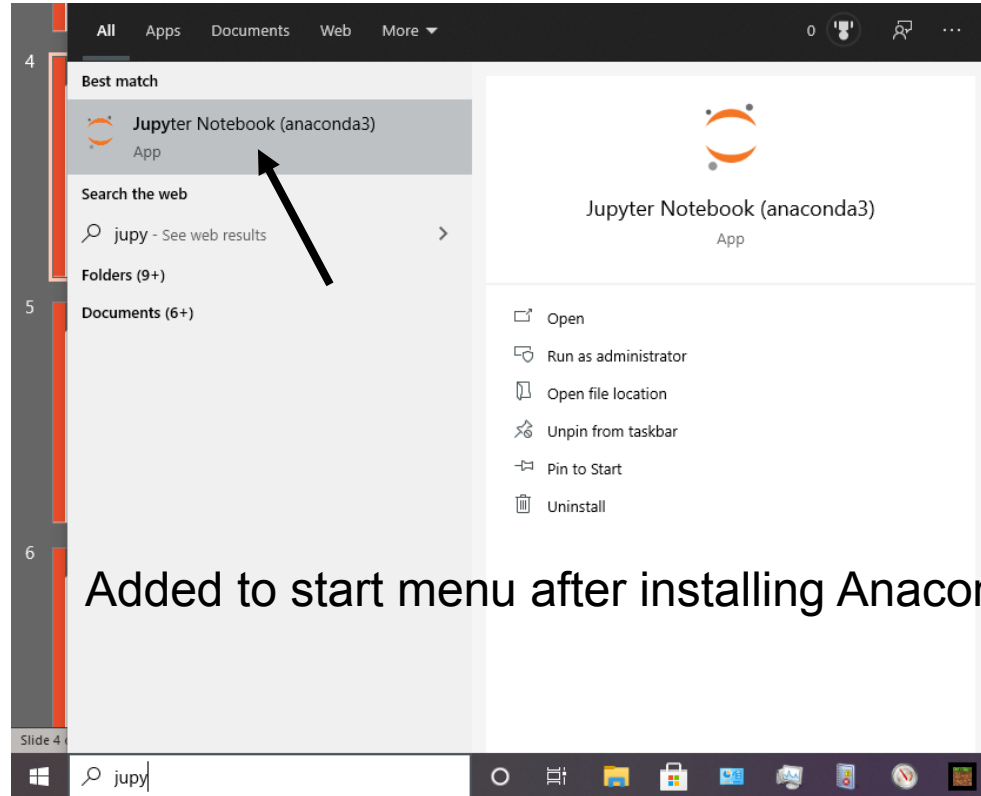 All Apps Documents Web More 0 ...
4
Best match
Jupyter Notebook (anaconda3)
App
Search the web
jupy - See web results
Folders (9+)
5
Documents (6+)
Jupyter Notebook (anaconda3)
App
Open
Run as administrator
Open file location
Unpin from taskbar
Pin to Start
Uninstall
6
Added to start menu after installing
Slide 4
jupy